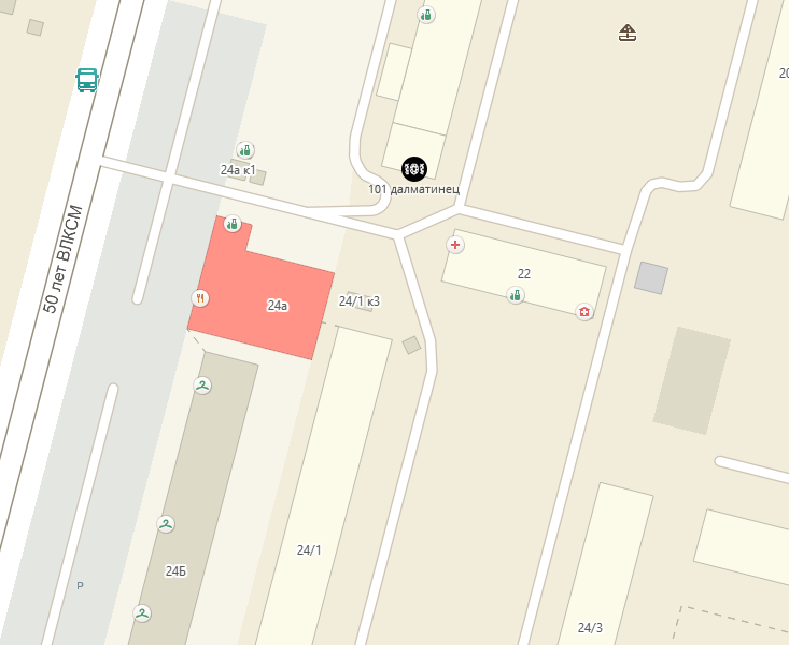 20
24а к1
101 далматинец
50 лет ВЛКСМ
22
24а
24/1 к3
24/1
24Б
P
24/3